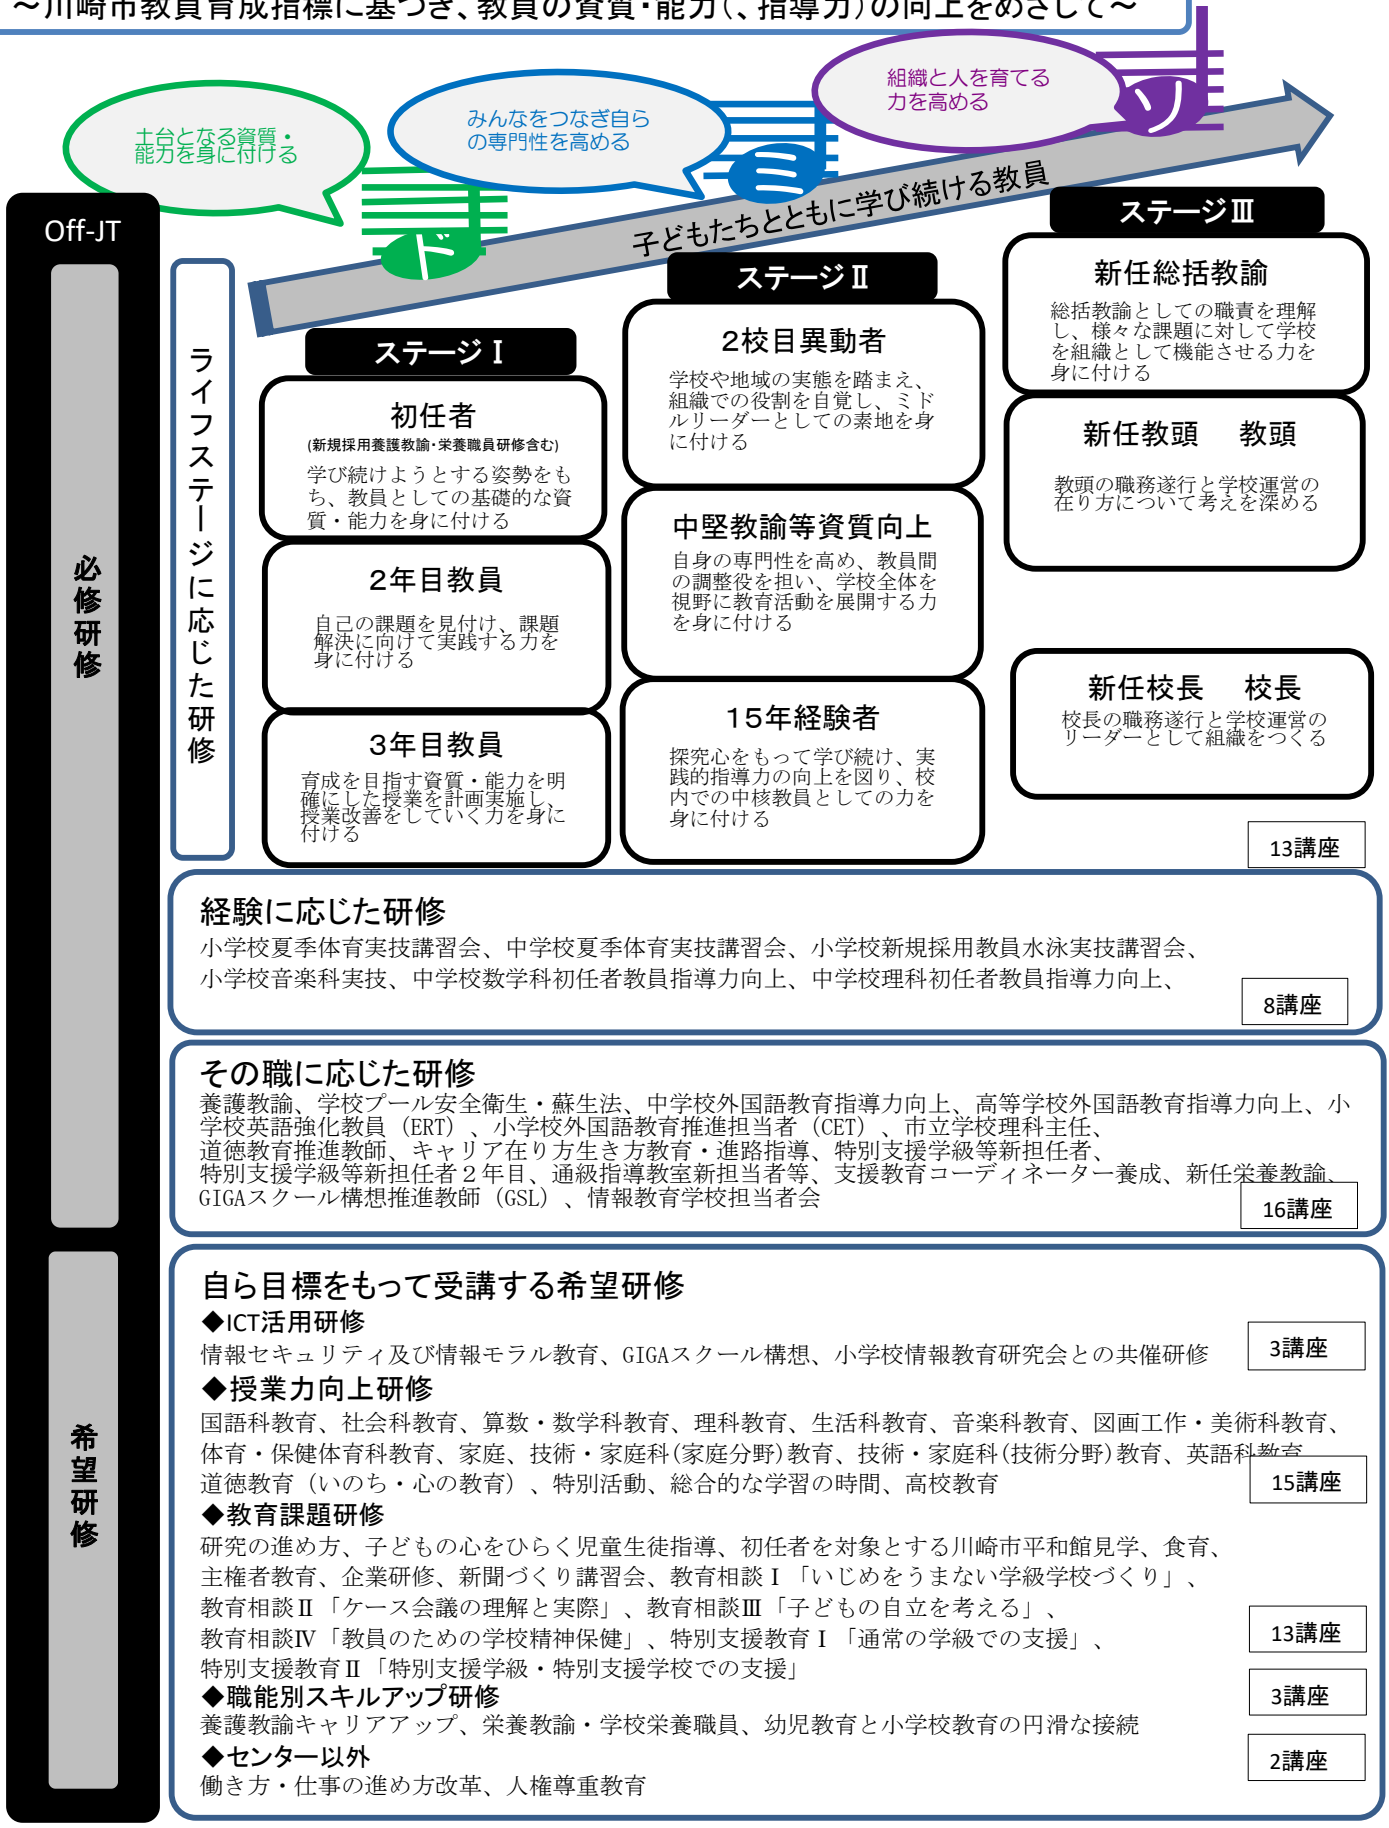 ～川崎市教員育成指標に基づき、教員の資質・能力(、指導力)の向上をめざして～
土台となる資質・
能力を身に付ける
みんなをつなぎ自ら
の専門性を高める
組織と人を育てる
力を高める
ド
ミ
ソ
子どもたちとともに学び続ける教員
Off-JT
必修研修
ライフステージに応じた研修
ステージⅠ
初任者
(新規採用養護教諭・栄養職員研修含む)
学び続けようとする姿勢をも
ち、教員としての基礎的な資
質・能力を身に付ける
2年目教員
自己の課題を見付け、課題
解決に向けて実践する力を
身に付ける
3年目教員
育成を目指す資質・能力を明
確にした授業を計画実施し、
授業改善をしていく力を身に
付ける
ステージⅡ
2校目異動者
学校や地域の実態を踏まえ、
組織での役割を自覚し、ミド
ルリーダーとしての素地を身
に付ける
中堅教諭等資質向上
自身の専門性を高め、教員間
の調整役を担い、学校全体を
視野に教育活動を展開する力
を身に付ける
15年経験者
探究心をもって学び続け、実
践的指導力の向上を図り、校
内での中核教員としての力を
身に付ける
ステージⅢ
新任総括教諭
総括教諭としての職責を理解
し、様々な課題に対して学校
を組織として機能させる力を
身に付ける
新任教頭　教頭
教頭の職務遂行と学校運営の
在り方について考えを深める
新任校長　校長
校長の職務遂行と学校運営の
リーダーとして組織をつくる
13講座
経験に応じた研修
小学校夏季体育実技講習会、中学校夏季体育実技講習会、小学校新規採用教員水泳実技講習会、
小学校音楽科実技、中学校数学科初任者教員指導力向上、中学校理科初任者教員指導力向上、
8講座
その職に応じた研修
養護教諭、学校プール安全衛生・蘇生法、中学校外国語教育指導力向上、高等学校外国語教育指導力向上、小
学校英語強化教員（ERT）、小学校外国語教育推進担当者（CET）、市立学校理科主任、
道徳教育推進教師、キャリア在り方生き方教育・進路指導、特別支援学級等新担任者、
特別支援学級等新担任者２年目、通級指導教室新担当者等、支援教育コーディネーター養成、新任栄養教諭、
GIGAスクール構想推進教師（GSL）、情報教育学校担当者会
16講座
希望研修
自ら目標をもって受講する希望研修
◆ICT活用研修
情報セキュリティ及び情報モラル教育、GIGAスクール構想、小学校情報教育研究会との共催研修
3講座
◆授業力向上研修
国語科教育、社会科教育、算数・数学科教育、理科教育、生活科教育、音楽科教育、図画工作・美術科教育、
体育・保健体育科教育、家庭、技術・家庭科(家庭分野)教育、技術・家庭科(技術分野)教育、英語科教育
道徳教育（いのち・心の教育）、特別活動、総合的な学習の時間、高校教育
15講座
◆教育課題研修
研究の進め方、子どもの心をひらく児童生徒指導、初任者を対象とする川崎市平和館見学、食育、
主権者教育、企業研修、新聞づくり講習会、教育相談Ⅰ「いじめをうまない学級学校づくり」、
教育相談Ⅱ「ケース会議の理解と実際」、教育相談Ⅲ「子どもの自立を考える」、
教育相談Ⅳ「教員のための学校精神保健」、特別支援教育Ⅰ「通常の学級での支援」、
特別支援教育Ⅱ「特別支援学級・特別支援学校での支援」
13講座
◆職能別スキルアップ研修
養護教諭キャリアアップ、栄養教諭・学校栄養職員、幼児教育と小学校教育の円滑な接続
3講座
◆センター以外
働き方・仕事の進め方改革、人権尊重教育
2講座